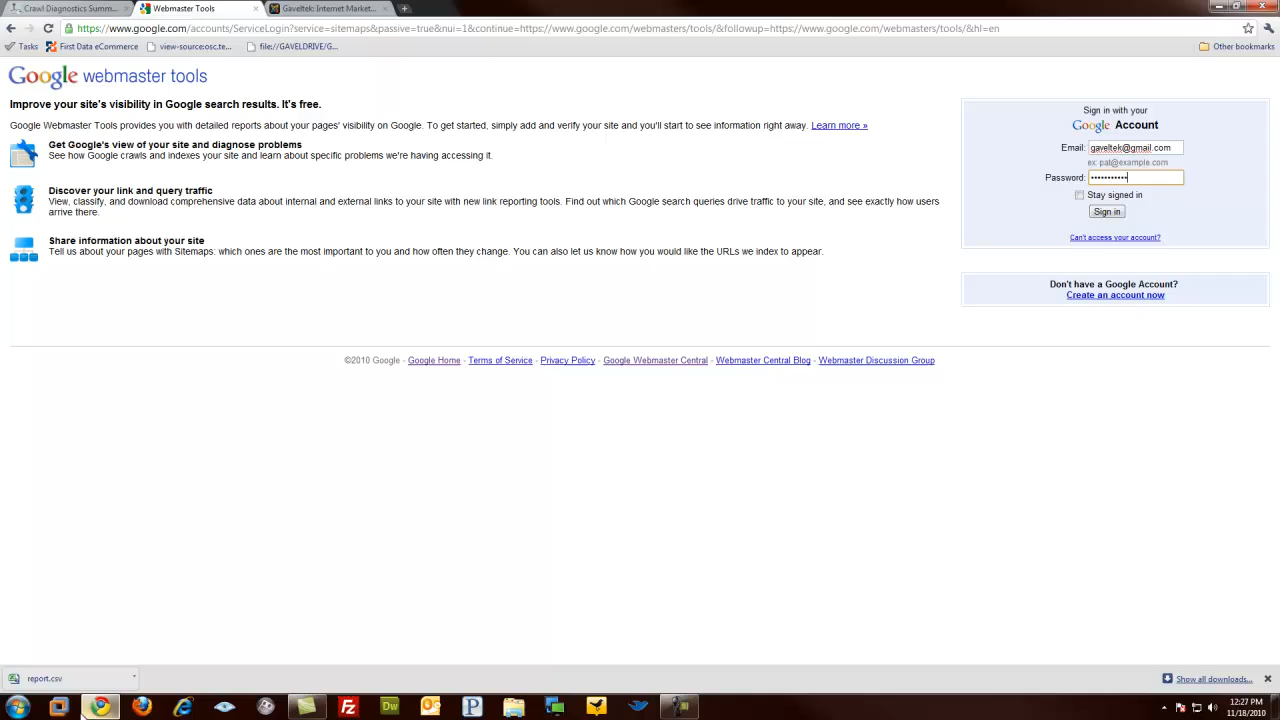 Crawl Diagnostics Summ...
Webmaster Tools
Gaveltek: Internet Market...
https://www.google.com/accounts/ServiceLogin?service=sitemaps&passive=true&nui=1&continue=https://www.google.com/webmasters/tools/&followup=https://www.google.com/webmasters/tools/&hl=en
Tasks
First Data eCommerce
view-source:osc.te...
file://GAVELDRIVE/G...
Other bookmarks
Google webmaster tools
Improve your site's visibility in Google search results. It's free.
Google Webmaster Tools provides you with detailed reports about your pages' visibility on Google. To get started, simply add and verify your site and you'll start to see information right away. Learn more »
Get Google's view of your site and diagnose problems
See how Google crawls and indexes your site and learn about specific problems we're having accessing it.
Discover your link and query traffic
View, classify, and download comprehensive data about internal and external links to your site with new link reporting tools. Find out which Google search queries drive traffic to your site, and see exactly how users
arrive there.
Share information about your site
Tell us about your pages with Sitemaps: which ones are the most important to you and how often they change. You can also let us know how you would like the URLs we index to appear.
Sign in with your
Google Account
Email: gaveltek@gmail.com
ex: pat@example.com
Password: •••••••••••
Stay signed in
Sign in
Can't access your account?
Don't have a Google Account?
Create an account now
©2010 Google - Google Home - Terms of Service - Privacy Policy - Google Webmaster Central - Webmaster Central Blog - Webmaster Discussion Group
report.csv
Show all downloads...
Fz
Dw
P
12:27 PM
11/18/2010